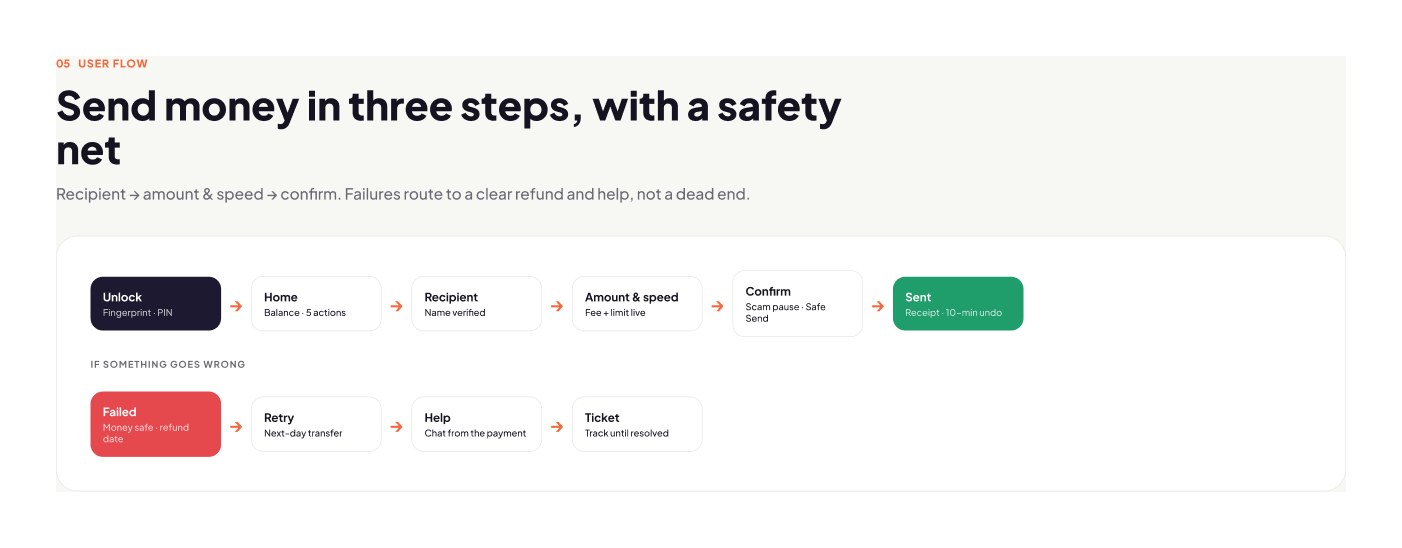 05 USER FLOW
Send money in three steps, with a safety
net
Recipient → amount & speed → confirm. Failures route to a clear refund and help, not a dead end.
Unlock
Fingerprint · PIN
→
Home
Balance · 5 actions
→
Recipient
Name verified
→
Amount & speed
Fee + limit live
→
Confirm
Scam pause · Safe
Send
→
Sent
Receipt · 10-min undo
IF SOMETHING GOES WRONG
Failed
Money safe · refund
date
→
Retry
Next-day transfer
→
Help
Chat from the payment
→
Ticket
Track until resolved